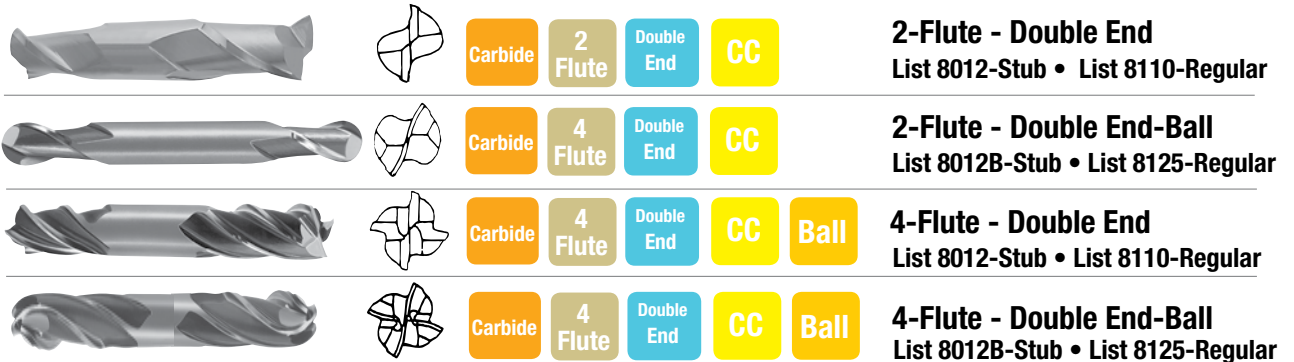 Carbide 2 Flute Double End CC 2-Flute - Double End
List 8012-Stub • List 8110-Regular
Carbide 4 Flute Double End CC 2-Flute - Double End-Ball
List 8012B-Stub • List 8125-Regular
Carbide 4 Flute Double End CC Ball 4-Flute - Double End
List 8012-Stub • List 8110-Regular
Carbide 4 Flute Double End CC Ball 4-Flute - Double End-Ball
List 8012B-Stub • List 8125-Regular